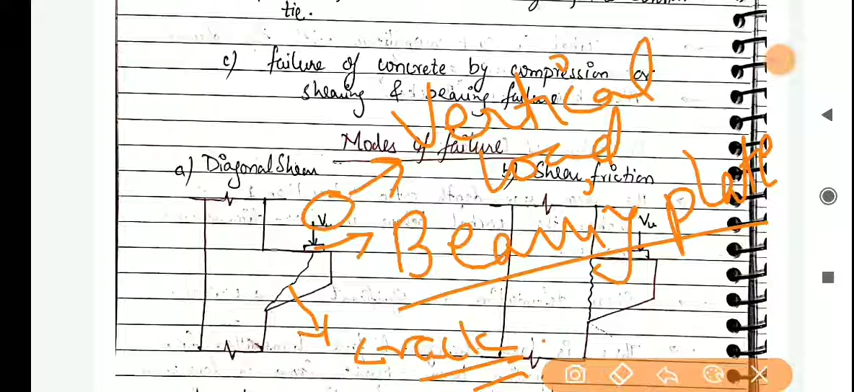 tie.
c) failure of concrete by compression or
shearing & bearing failure
Modes of failure
a) Diagonal Shear
b) Shear friction
Vu
Vu
Vertical
load
Bearing plate
crack